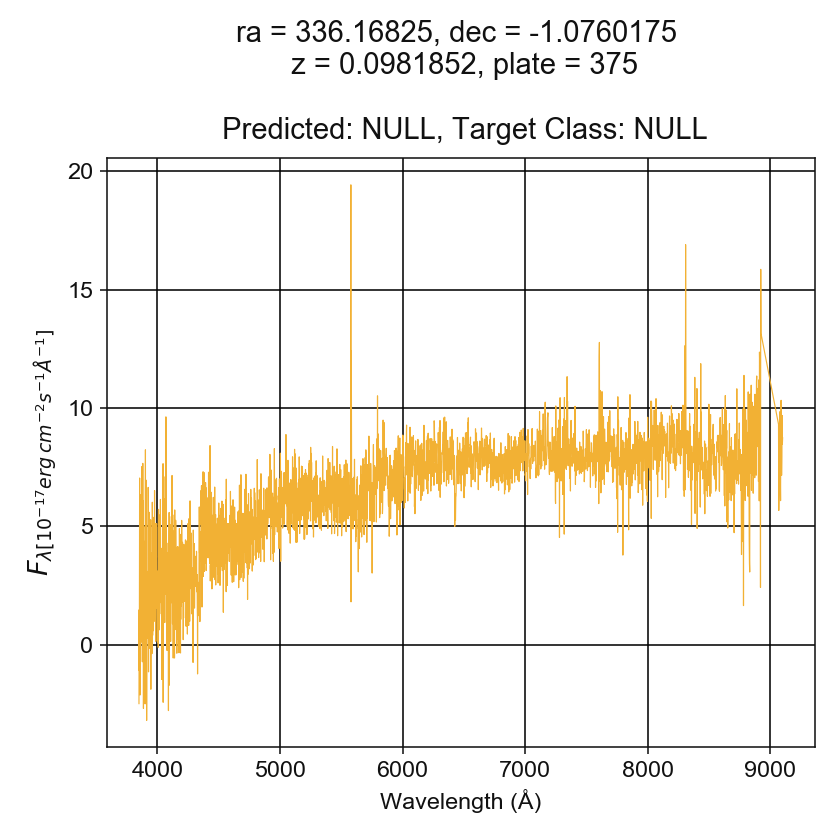 ra = 336.16825, dec = -1.0760175
z = 0.0981852, plate = 375
Predicted: NULL, Target Class: NULL
20
15
10
5
0
F_{λ[10^{-17} erg cm^{-2} s^{-1} Å^{-1}]}
4000 5000 6000 7000 8000 9000
Wavelength (Å)